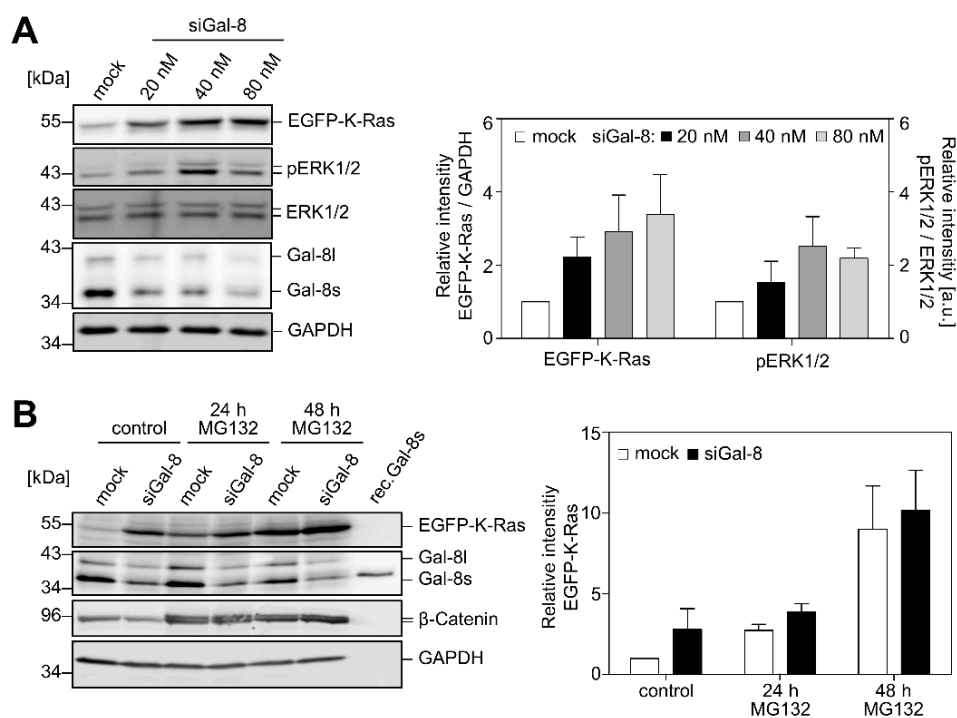 A
siGal-8
[kDa]
mock
20 nM
40 nM
80 nM
55
EGFP-K-Ras
43
pERK1/2
43
ERK1/2
43
Gal-8l
Gal-8s
34
GAPDH
34
Relative intensitiy
EGFP-K-Ras / GAPDH
6
4
2
0
mock siGal-8: 20 nM 40 nM 80 nM
6
4
2
0
Relative intensitiy [a.u.]
pERK1/2 / ERK1/2
EGFP-K-Ras
pERK1/2
B
control
24 h
MG132
48 h
MG132
[kDa]
mock
siGal-8
mock
siGal-8
mock
siGal-8
rec.Gal-8s
55
EGFP-K-Ras
43
Gal-8l
34
Gal-8s
96
β-Catenin
GAPDH
34
Relative intensitiy
EGFP-K-Ras
15
10
5
0
mock siGal-8
control
24 h
MG132
48 h
MG132